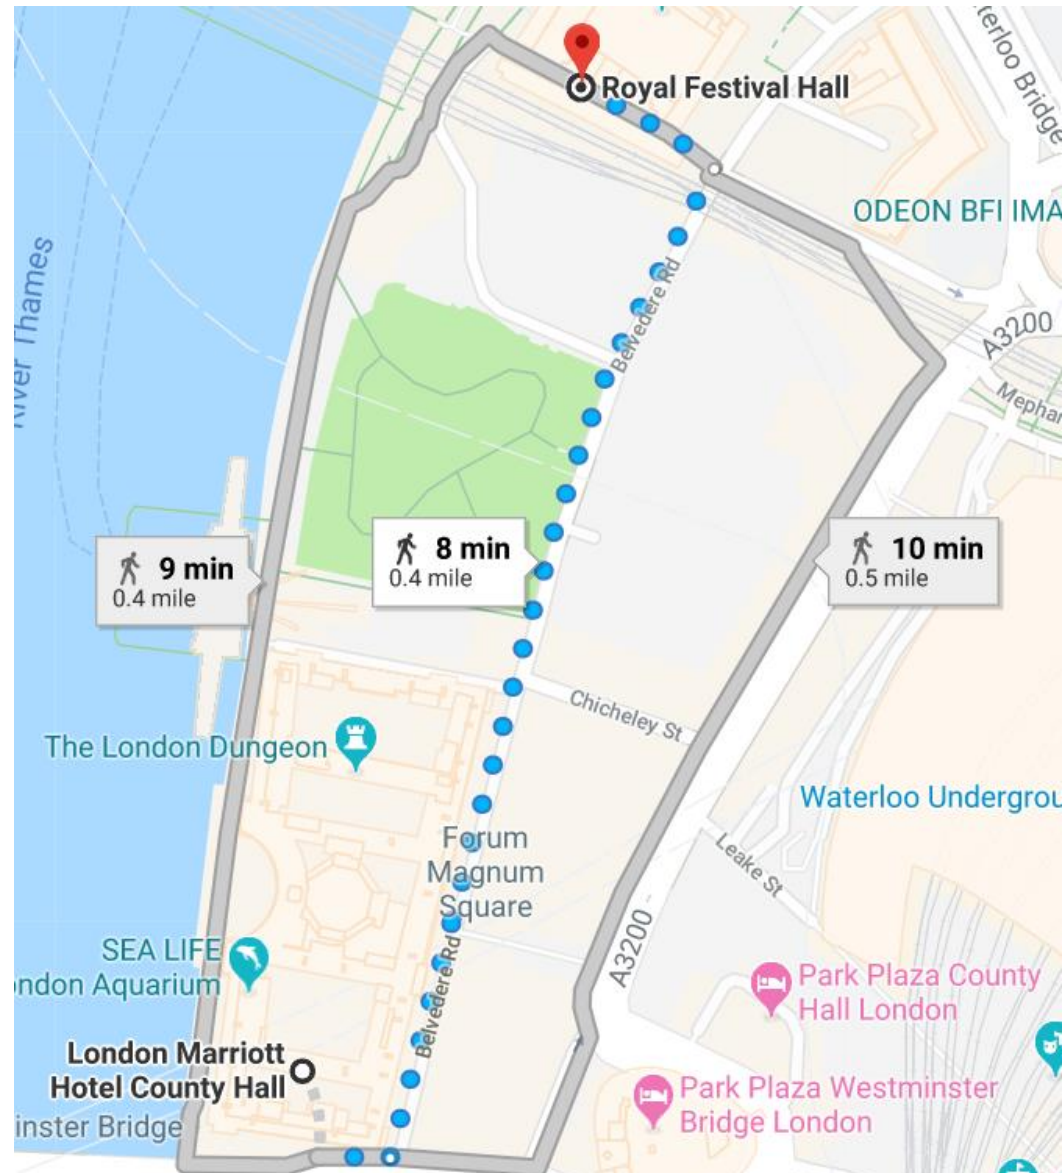 Royal Festival Hall
Waterloo Bridge
ODEON BFI IMA
River Thames
Belvedere Rd
A3200
Mephar
9 min
0.4 mile
8 min
0.4 mile
10 min
0.5 mile
Chicheley St
The London Dungeon
Waterloo Undergrou
Forum
Magnum
Square
Leake St
SEA LIFE
ondon Aquarium
Belvedere Rd
A3200
Park Plaza County
Hall London
London Marriott
Hotel County Hall
inster Bridge
Park Plaza Westminster
Bridge London